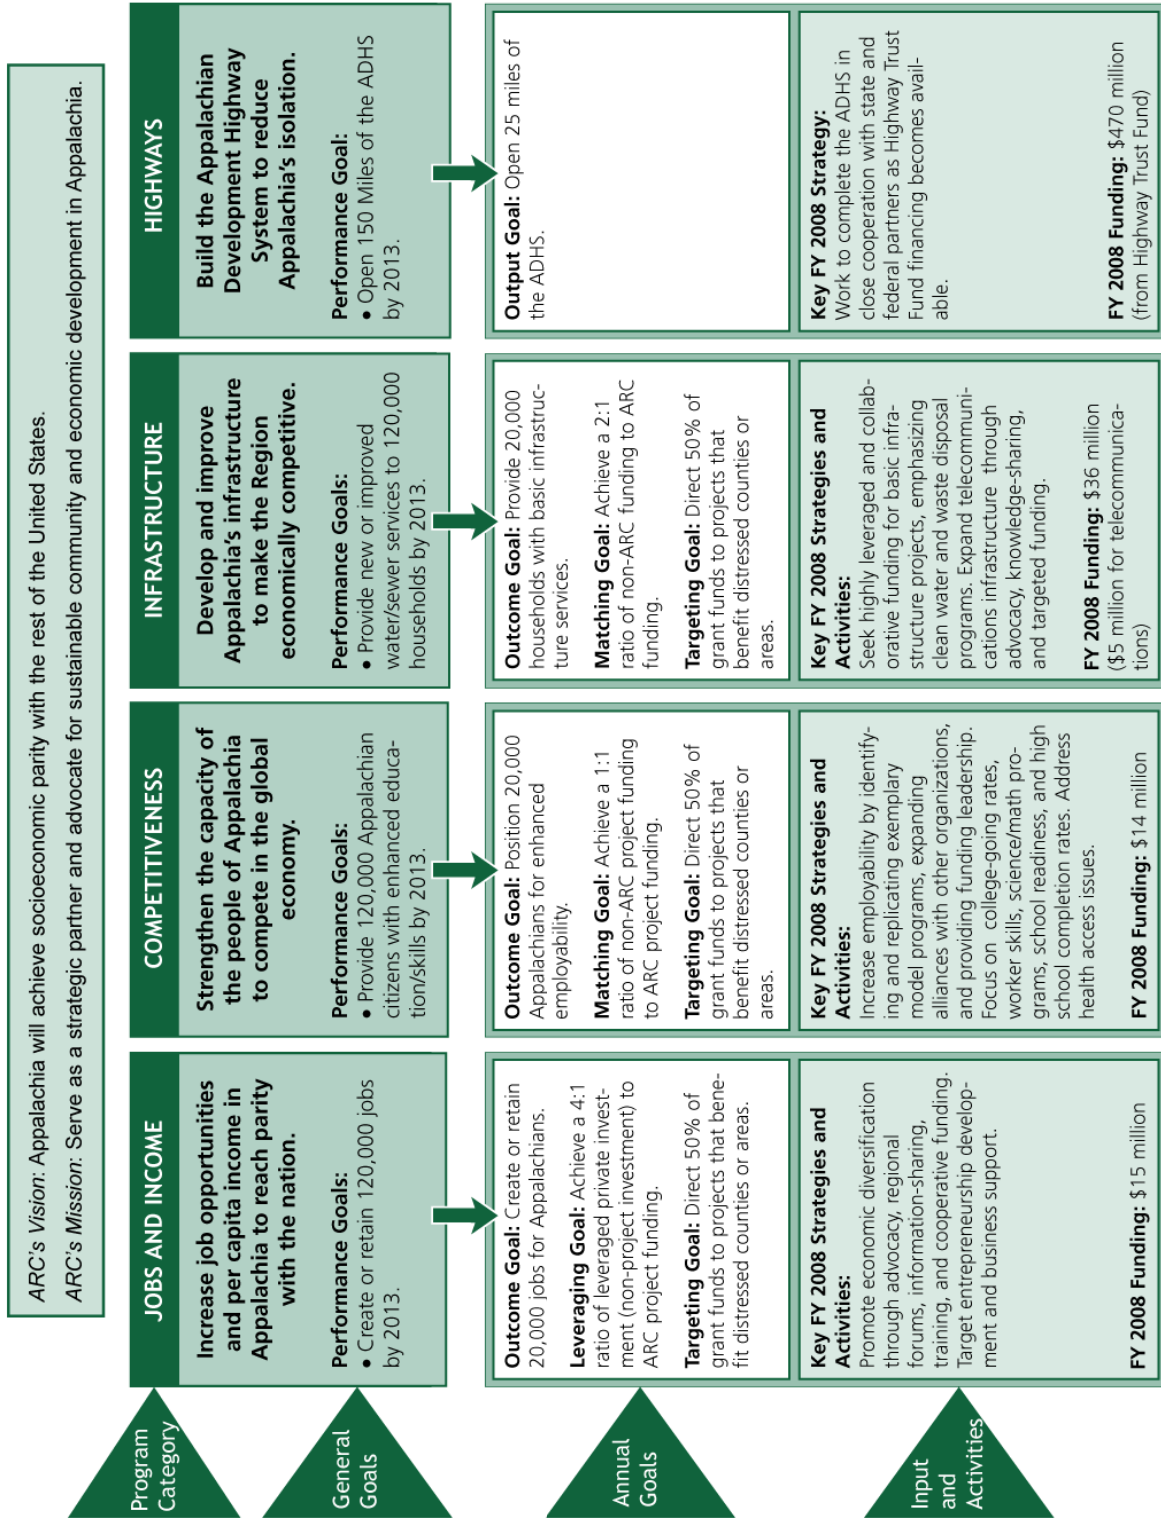 ARC's Vision: Appalachia will achieve socioeconomic parity with the rest of the United States.
ARC's Mission: Serve as a strategic partner and advocate for sustainable community and economic development in Appalachia.
Program
Category
JOBS AND INCOME
COMPETITIVENESS
INFRASTRUCTURE
HIGHWAYS
General
Goals
Increase job opportunities
and per capita income in
Appalachia to reach parity
with the nation.
Performance Goals:
• Create or retain 120,000 jobs
by 2013.
Strengthen the capacity of
the people of Appalachia
to compete in the global
economy.
Performance Goals:
• Provide 120,000 Appalachian
citizens with enhanced educa-
tion/skills by 2013.
Develop and improve
Appalachia's infrastructure
to make the Region
economically competitive.
Performance Goals:
• Provide new or improved
water/sewer services to 120,000
households by 2013.
Build the Appalachian
Development Highway
System to reduce
Appalachia's isolation.
Performance Goal:
• Open 150 Miles of the ADHS
by 2013.
Annual
Goals
Outcome Goal: Create or retain
20,000 jobs for Appalachians.
Leveraging Goal: Achieve a 4:1
ratio of leveraged private invest-
ment (non-project investment) to
ARC project funding.
Targeting Goal: Direct 50% of
grant funds to projects that bene-
fit distressed counties or areas.
Outcome Goal: Position 20,000
Appalachians for enhanced
employability.
Matching Goal: Achieve a 1:1
ratio of non-ARC project funding
to ARC project funding.
Targeting Goal: Direct 50% of
grant funds to projects that
benefit distressed counties or
areas.
Outcome Goal: Provide 20,000
households with basic infrastruc-
ture services.
Matching Goal: Achieve a 2:1
ratio of non-ARC funding to ARC
funding.
Targeting Goal: Direct 50% of
grant funds to projects that
benefit distressed counties or
areas.
Output Goal: Open 25 miles of
the ADHS.
Input
and
Activities
Key FY 2008 Strategies and
Activities:
Promote economic diversification
through advocacy, regional
forums, information-sharing,
training, and cooperative funding.
Target entrepreneurship develop-
ment and business support.
FY 2008 Funding: $15 million
Key FY 2008 Strategies and
Activities:
Increase employability by identify-
ing and replicating exemplary
model programs, expanding
alliances with other organizations,
and providing funding leadership.
Focus on college-going rates,
worker skills, science/math pro-
grams, school readiness, and high
school completion rates. Address
health access issues.
FY 2008 Funding: $14 million
Key FY 2008 Strategies and
Activities:
Seek highly leveraged and collab-
orative funding for basic infra-
structure projects, emphasizing
clean water and waste disposal
programs. Expand telecommuni-
cations infrastructure through
advocacy, knowledge-sharing,
and targeted funding.
FY 2008 Funding: $36 million
($5 million for telecommunica-
tions)
Key FY 2008 Strategy:
Work to complete the ADHS in
close cooperation with state and
federal partners as Highway Trust
Fund financing becomes avail-
able.
FY 2008 Funding: $470 million
(from Highway Trust Fund)